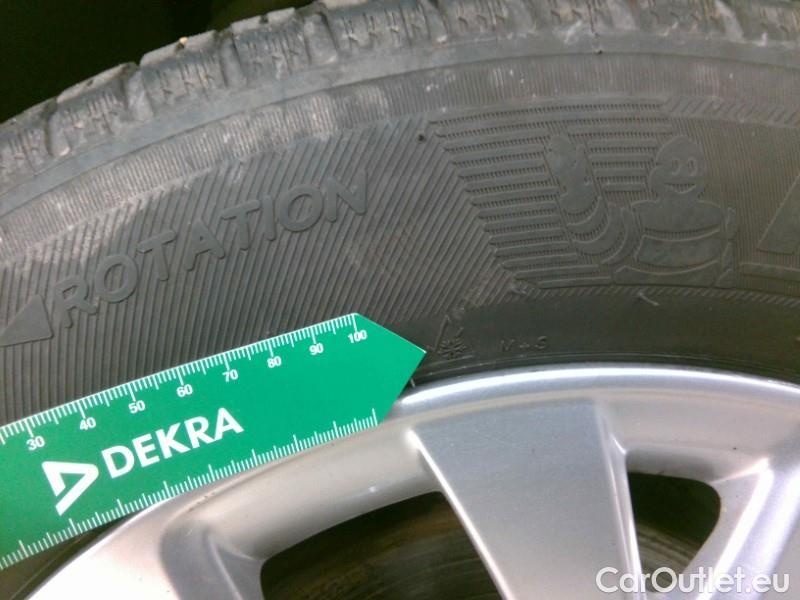 ROTATION
M+S
30 40 50 60 70 80 90 100
DEKRA
CarOutlet.eu